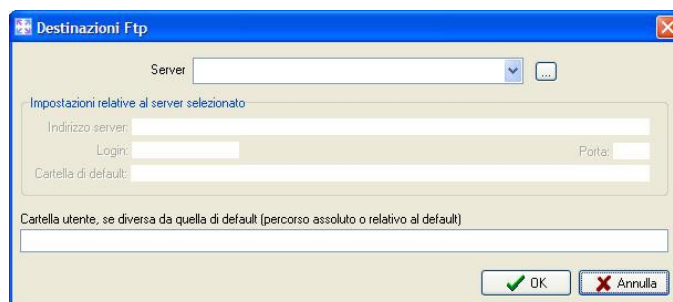 Destinazioni Ftp
Server
...
Impostazioni relative al server selezionato
Indirizzo server:
Login: Porta:
Cartella di default:
Cartella utente, se diversa da quella di default (percorso assoluto o relativo al default)
OK Annulla